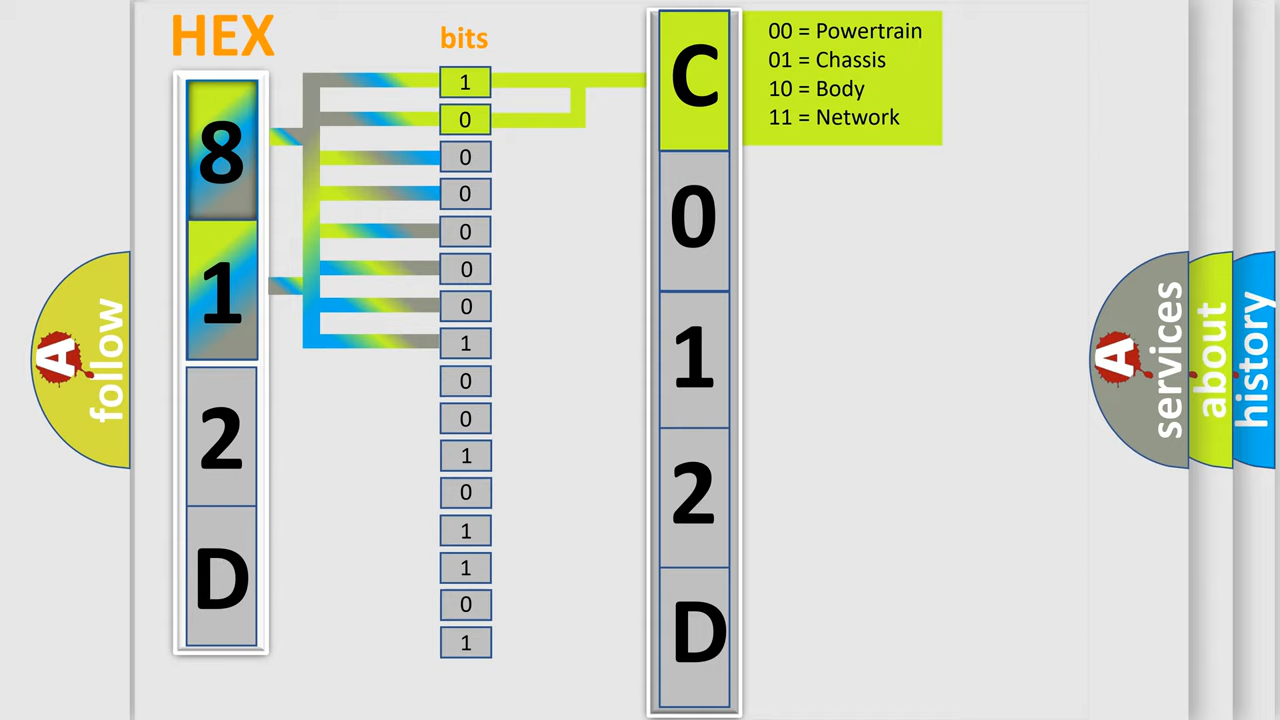 HEX
bits
8
1
2
D
1
0
0
0
0
0
0
1
0
0
1
0
1
1
0
1
C
0
1
2
D
00 = Powertrain
01 = Chassis
10 = Body
11 = Network
A
follow
A
services
about
history